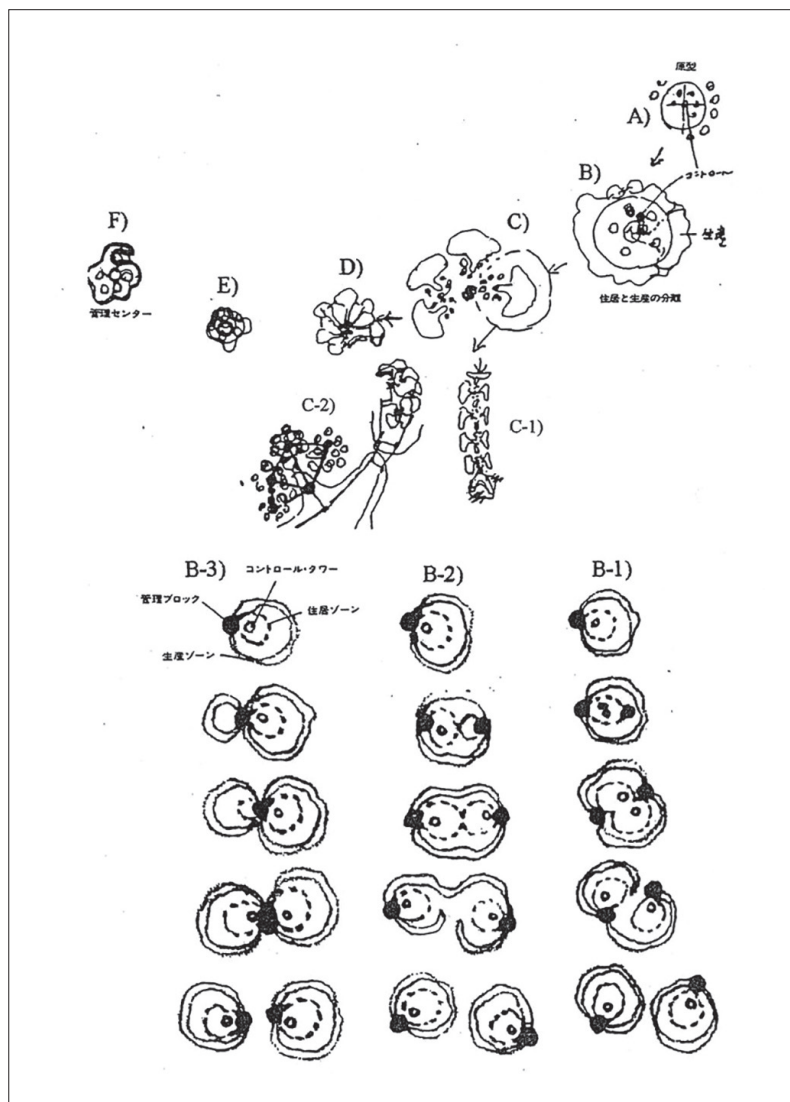 原型
A)
コントロール
B)
生産
住居と生産の分離
C)
D)
E)
F)
管理センター
C-1)
C-2)
B-3)
コントロール・タワー
管理ブロック
住居ゾーン
生産ゾーン
B-2)
B-1)